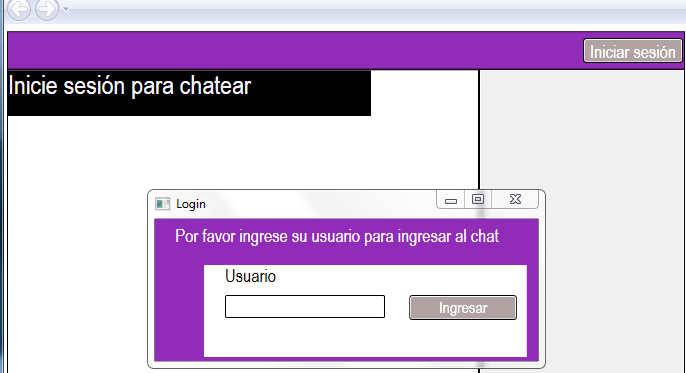 Iniciar sesión
Inicie sesión para chatear
Login
Por favor ingrese su usuario para ingresar al chat
Usuario
Ingresar